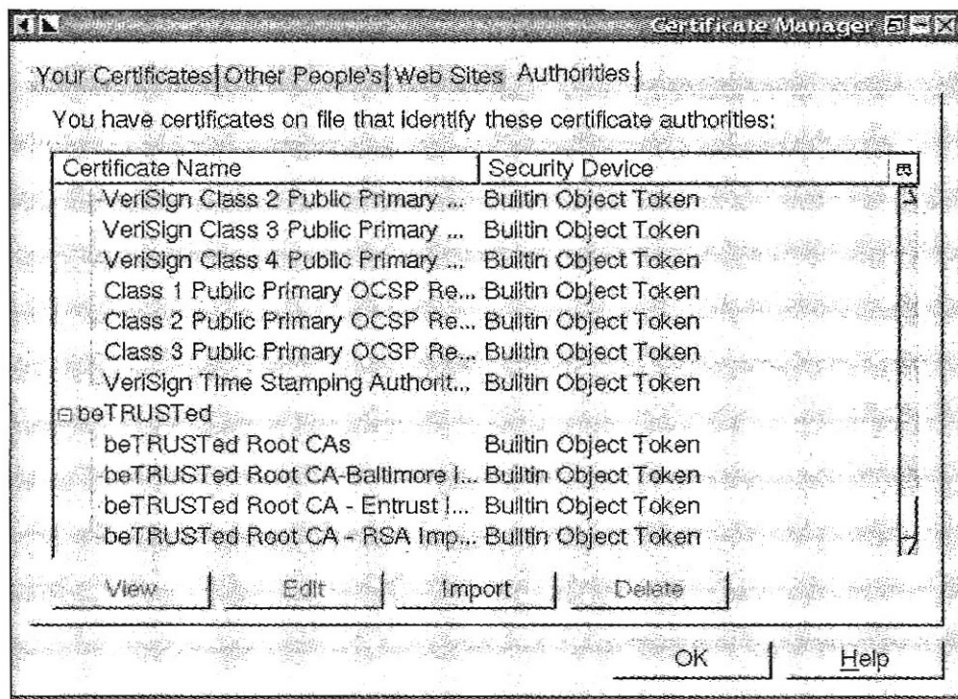 Certificate Manager
Your Certificates Other People's Web Sites Authorities
You have certificates on file that identify these certificate authorities:
Certificate Name Security Device
VeriSign Class 2 Public Primary ... Builtin Object Token
VeriSign Class 3 Public Primary ... Builtin Object Token
VeriSign Class 4 Public Primary ... Builtin Object Token
Class 1 Public Primary OCSP Re... Builtin Object Token
Class 2 Public Primary OCSP Re... Builtin Object Token
Class 3 Public Primary OCSP Re... Builtin Object Token
VeriSign Time Stamping Authorit... Builtin Object Token
beTRUSTed
beTRUSTed Root CAs Builtin Object Token
beTRUSTed Root CA-Baltimore I... Builtin Object Token
beTRUSTed Root CA - Entrust I... Builtin Object Token
beTRUSTed Root CA - RSA Imp... Builtin Object Token
View Edit Import Delete
OK Help